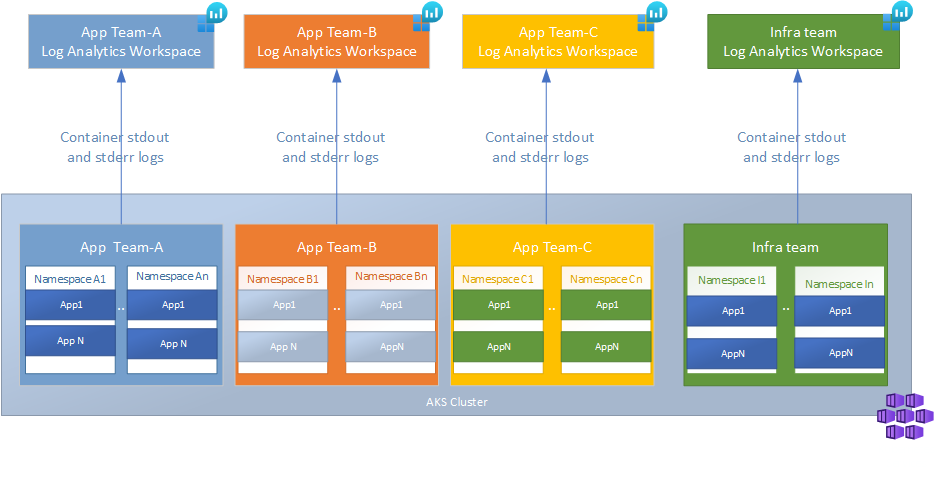 App Team-A
Log Analytics Workspace
App Team-B
Log Analytics Workspace
App Team-C
Log Analytics Workspace
Infra team
Log Analytics Workspace
Container stdout
and stderr logs
Container stdout
and stderr logs
Container stdout
and stderr logs
Container stdout
and stderr logs
App Team-A
Namespace A1
App1
App N
..
Namespace An
App1
App N
App Team-B
Namespace B1
App1
App N
..
Namespace Bn
App1
AppN
App Team-C
Namespace C1
App1
AppN
..
Namespace Cn
App1
AppN
Infra team
Namespace I1
App1
AppN
..
Namespace In
App1
AppN
AKS Cluster